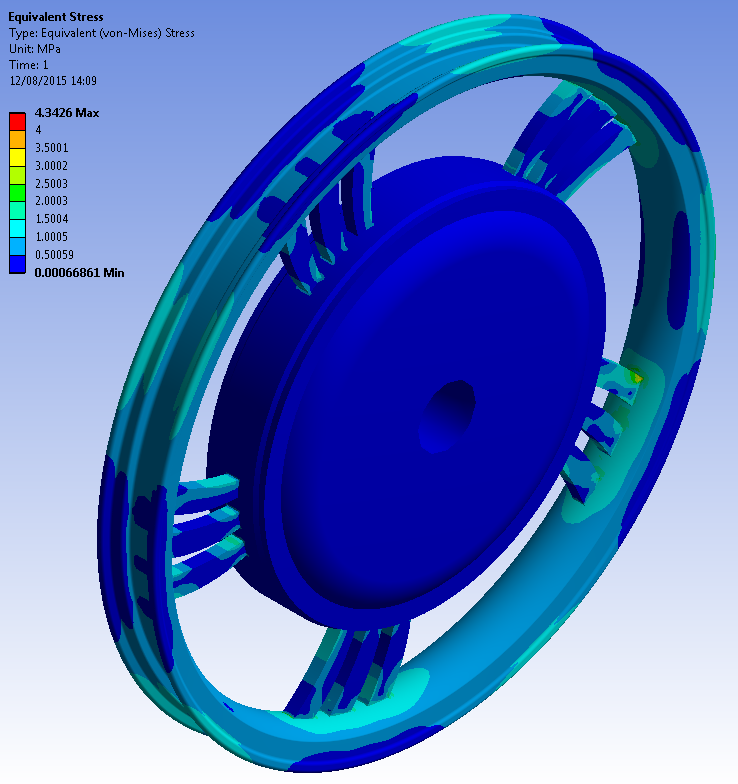 Equivalent Stress
Type: Equivalent (von-Mises) Stress
Unit: MPa
Time: 1
12/08/2015 14:09
4.3426 Max
4
3.5001
3.0002
2.5003
2.0003
1.5004
1.0005
0.50059
0.00066861 Min